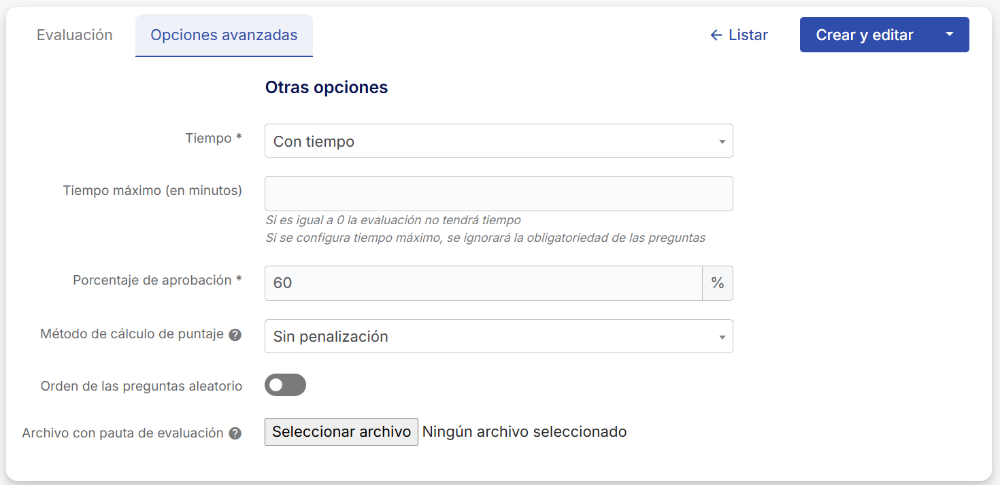 Evaluación
Opciones avanzadas
← Listar
Crear y editar
Otras opciones
Tiempo *
Con tiempo
Tiempo máximo (en minutos)
Si es igual a 0 la evaluación no tendrá tiempo
Si se configura tiempo máximo, se ignorará la obligatoriedad de las preguntas
Porcentaje de aprobación *
60 %
Método de cálculo de puntaje ?
Sin penalización
Orden de las preguntas aleatorio
Archivo con pauta de evaluación ?
Seleccionar archivo Ningún archivo seleccionado